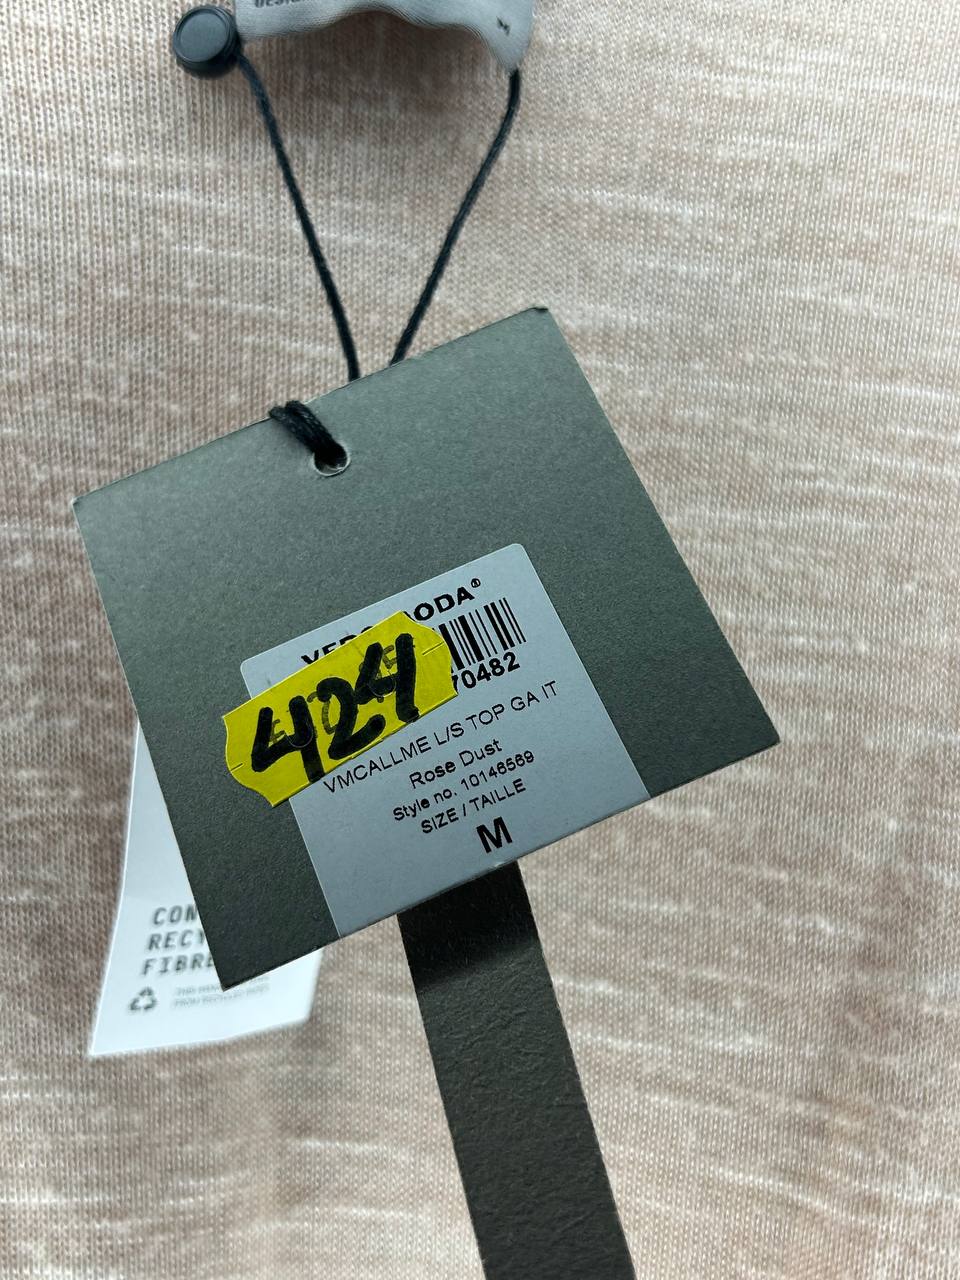 M
VERO MODA®
70482
424
VMCALLME L/S TOP GA IT
Rose Dust
Style no. 10146569
SIZE / TAILLE
M
CON
RECY
FIBRE